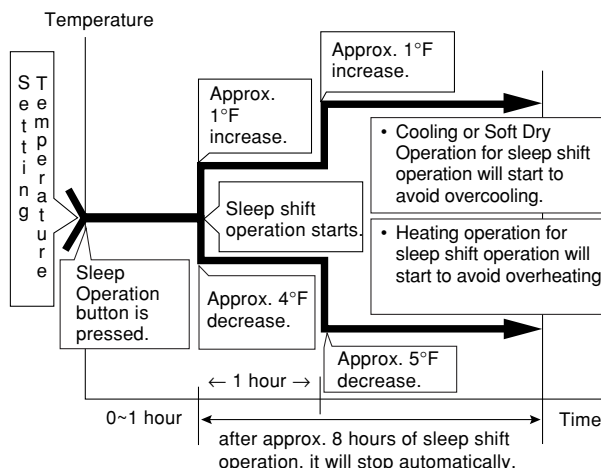 Temperature
Setting
Temperature
Approx.
1°F
increase.
Approx. 1°F
increase.
• Cooling or Soft Dry
Operation for sleep shift
operation will start to
avoid overcooling.
Sleep shift
operation starts.
• Heating operation for
sleep shift operation will
start to avoid overheating.
Sleep
Operation
button is
pressed.
Approx. 4°F
decrease.
Approx. 5°F
decrease.
← 1 hour →
0~1 hour
Time
after approx. 8 hours of sleep shift
operation, it will stop automatically.